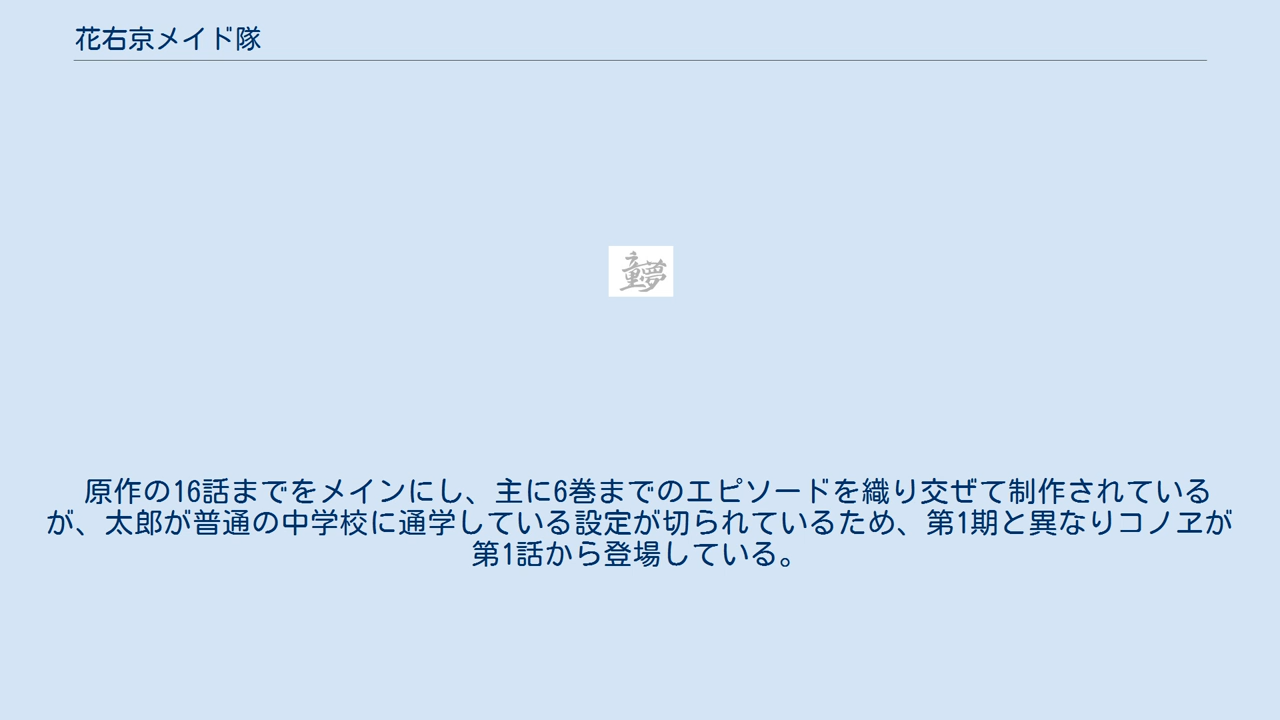 花右京メイド隊
童夢
原作の16話までをメインにし、主に6巻までのエピソードを織り交ぜて制作されている
が、太郎が普通の中学校に通学している設定が切られているため、第1期と異なりコノヱが
第1話から登場している。